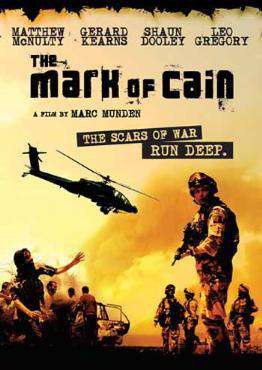 MATTHEW GERARD SHAUN LEO
McNULTY KEARNS DOOLEY GREGORY
THE
MARK OF CAIN
A FILM BY MARC MUNDEN
THE SCARS OF WAR
RUN DEEP.